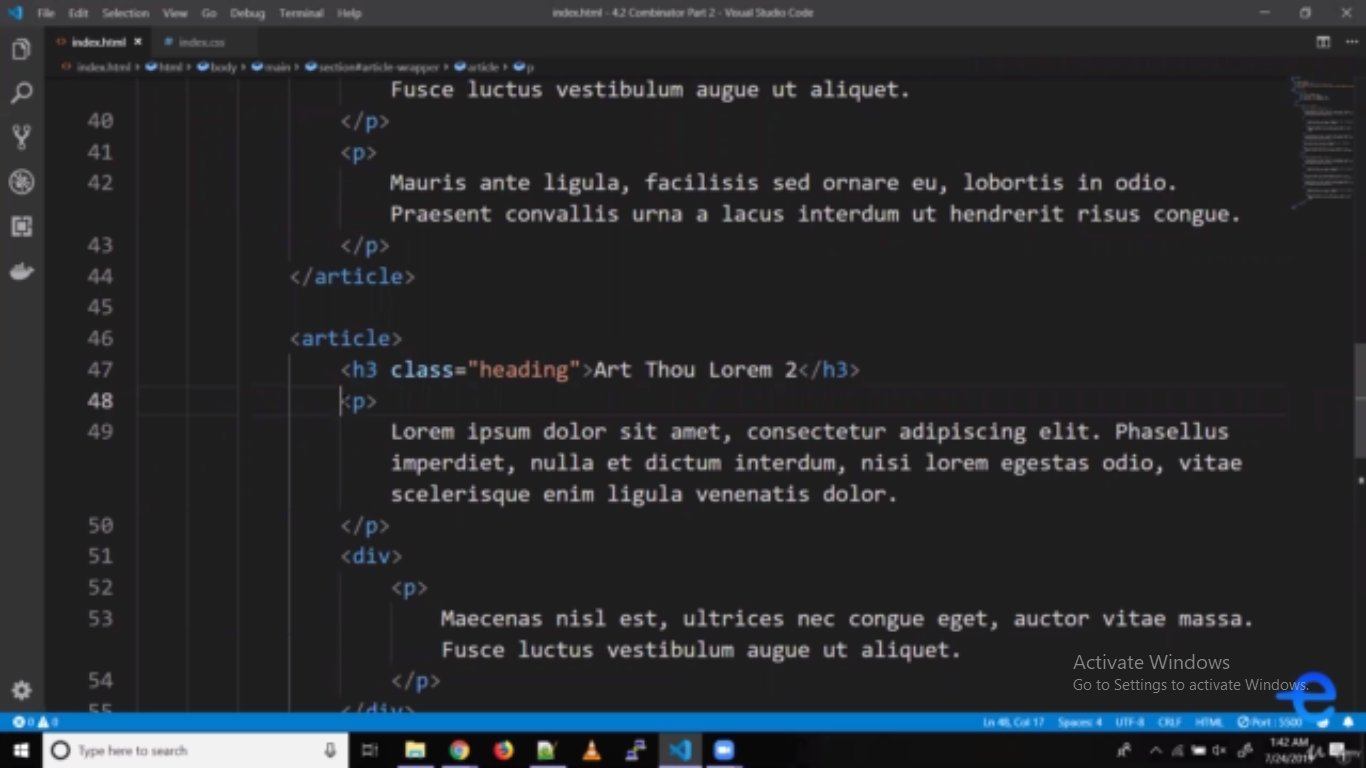 File Edit Selection View Go Debug Terminal Help
index.html - 4.2 Combinator Part 2 - Visual Studio Code
index.html × # index.css
index.html › html › body › main › section#article-wrapper › article › p
Fusce luctus vestibulum augue ut aliquet.
40 </p>
41 <p>
42 Mauris ante ligula, facilisis sed ornare eu, lobortis in odio.
Praesent convallis urna a lacus interdum ut hendrerit risus congue.
43 </p>
44 </article>
45
46 <article>
47 <h3 class="heading">Art Thou Lorem 2</h3>
48 <p>
49 Lorem ipsum dolor sit amet, consectetur adipiscing elit. Phasellus
imperdiet, nulla et dictum interdum, nisi lorem egestas odio, vitae
scelerisque enim ligula venenatis dolor.
50 </p>
51 <div>
52 <p>
53 Maecenas nisl est, ultrices nec congue eget, auctor vitae massa.
Fusce luctus vestibulum augue ut aliquet.
54 </p>
55 </div>
Activate Windows
Go to Settings to activate Windows.
0 0 Ln 48, Col 17 Spaces: 4 UTF-8 CRLF HTML Port : 5500
Type here to search
1:42 AM